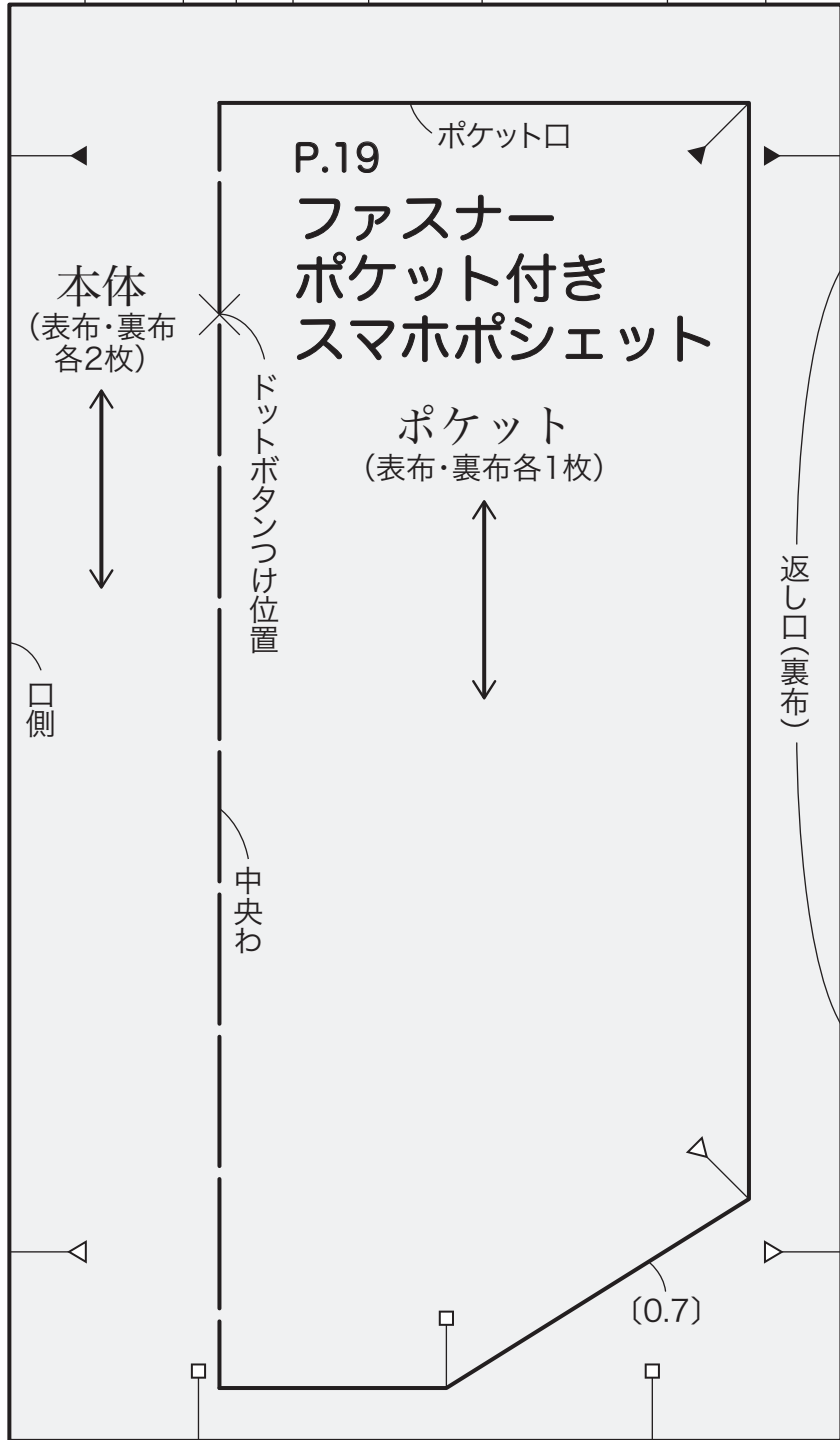 ポケット口
P.19
ファスナー
ポケット付き
スマホポシェット
本体
(表布・裏布
各2枚)
ドットボタンつけ位置
ポケット
(表布・裏布各1枚)
返し口(裏布)
口側
中央わ
〔0.7〕